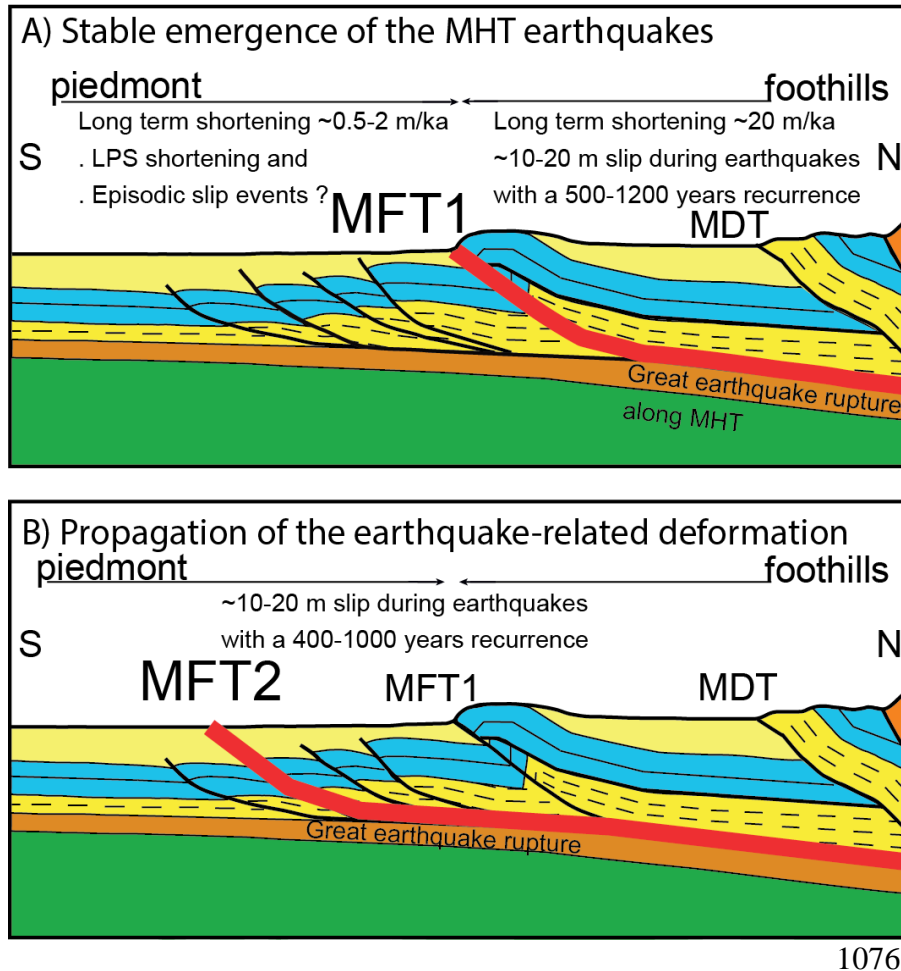 A) Stable emergence of the MHT earthquakes
piedmont
foothills
Long term shortening ~0.5-2 m/ka
. LPS shortening and
. Episodic slip events ?
Long term shortening ~20 m/ka
~10-20 m slip during earthquakes
with a 500-1200 years recurrence
S
N
MFT1
MDT
Great earthquake rupture
along MHT
B) Propagation of the earthquake-related deformation
piedmont
foothills
~10-20 m slip during earthquakes
with a 400-1000 years recurrence
S
N
MFT2
MFT1
MDT
Great earthquake rupture
1076